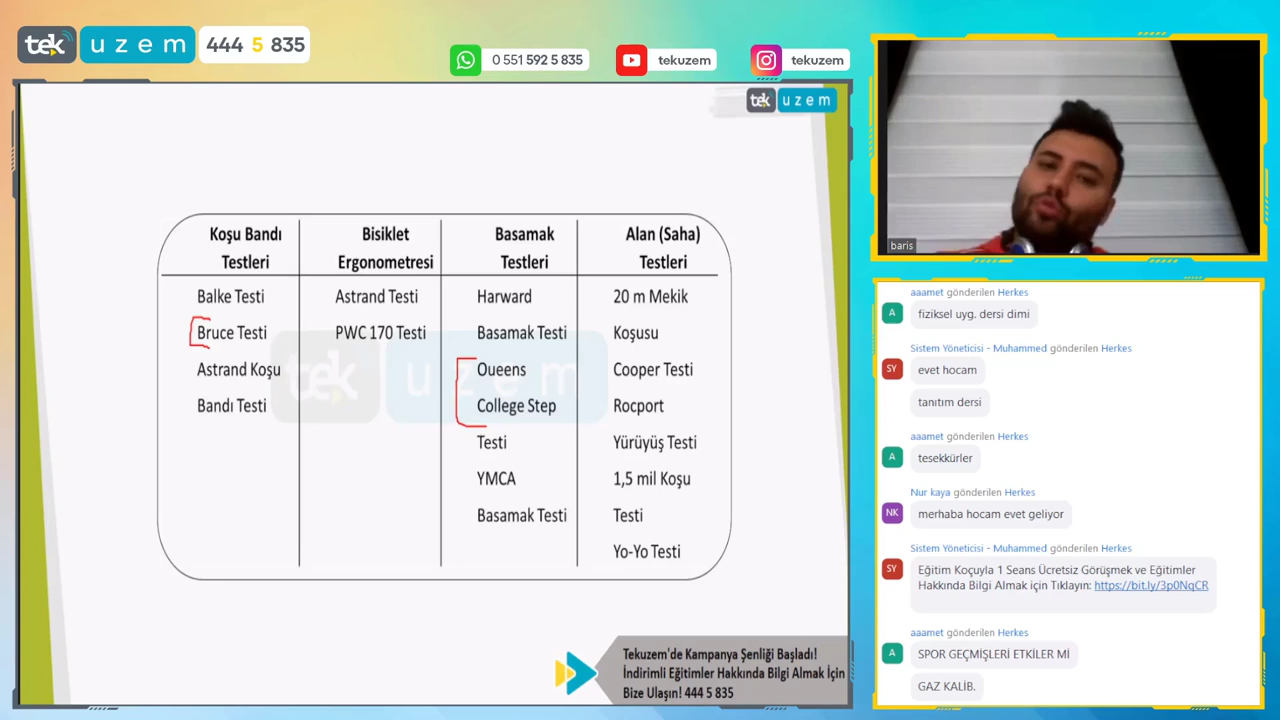 tek uzem 444 5 835
0 551 592 5 835
tekuzem
tekuzem
tek uzem
Koşu Bandı Testleri
Balke Testi
Bruce Testi
Astrand Koşu
Bandı Testi
Bisiklet Ergonometresi
Astrand Testi
PWC 170 Testi
Basamak Testleri
Harward
Basamak Testi
Oueens
College Step
Testi
YMCA
Basamak Testi
Alan (Saha) Testleri
20 m Mekik
Koşusu
Cooper Testi
Rocport
Yürüyüş Testi
1,5 mil Koşu
Testi
Yo-Yo Testi
tek uzem
Tekuzem'de Kampanya Şenliği Başladı!
İndirimli Eğitimler Hakkında Bilgi Almak İçin
Bize Ulaşın! 444 5 835
baris
aaamet gönderilen Herkes
A
fiziksel uyg. dersi dimi
Sistem Yöneticisi - Muhammed gönderilen Herkes
SY
evet hocam
tanıtım dersi
aaamet gönderilen Herkes
A
tesekkürler
Nur kaya gönderilen Herkes
NK
merhaba hocam evet geliyor
Sistem Yöneticisi - Muhammed gönderilen Herkes
SY
Eğitim Koçuyla 1 Seans Ücretsiz Görüşmek ve Eğitimler
Hakkında Bilgi Almak için Tıklayın: https://bit.ly/3p0NqCR
aaamet gönderilen Herkes
A
SPOR GEÇMİŞLERİ ETKİLER Mİ
GAZ KALİB.